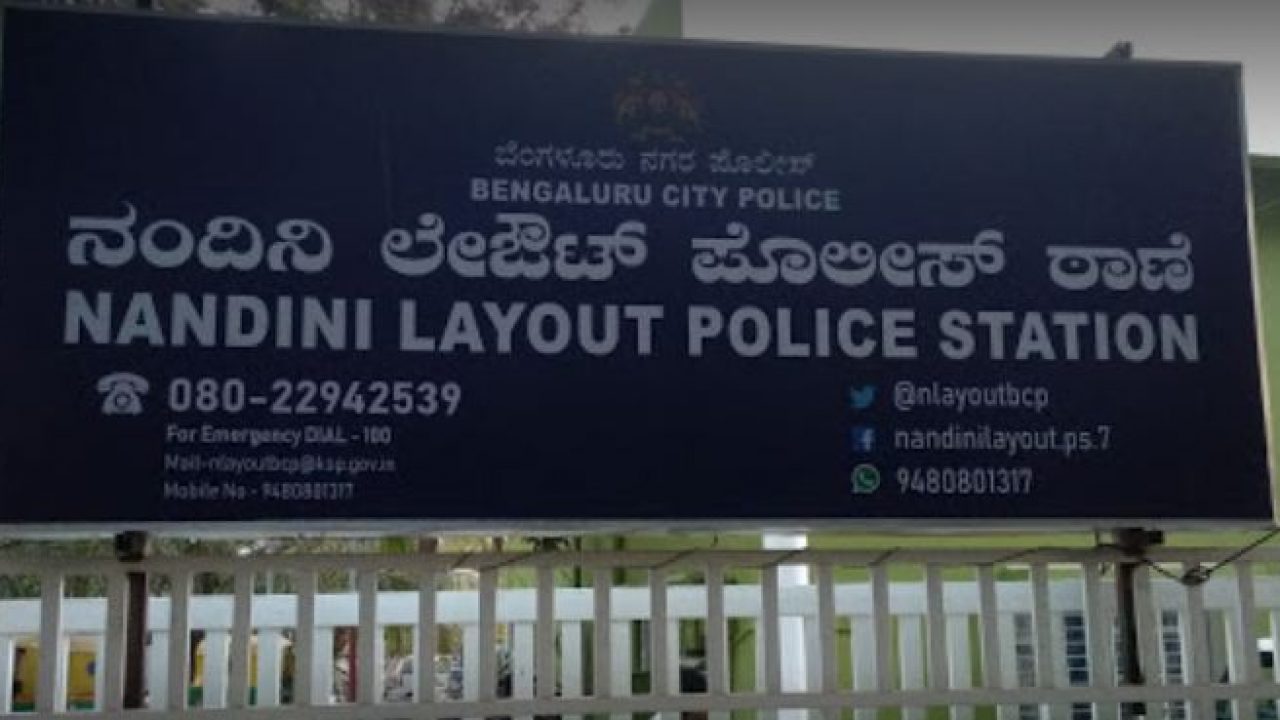 ಬೆಂಗಳೂರು ನಗರ ಪೊಲೀಸ್
BENGALURU CITY POLICE
ನಂದಿನಿ ಲೇಔಟ್ ಪೊಲೀಸ್ ಠಾಣೆ
NANDINI LAYOUT POLICE STATION
080-22942539
For Emergency DIAL - 100
Mail-nlayoutbcp@ksp.gov.in
Mobile No - 9480801317
@nlayoutbcp
nandinilayout.ps.7
9480801317